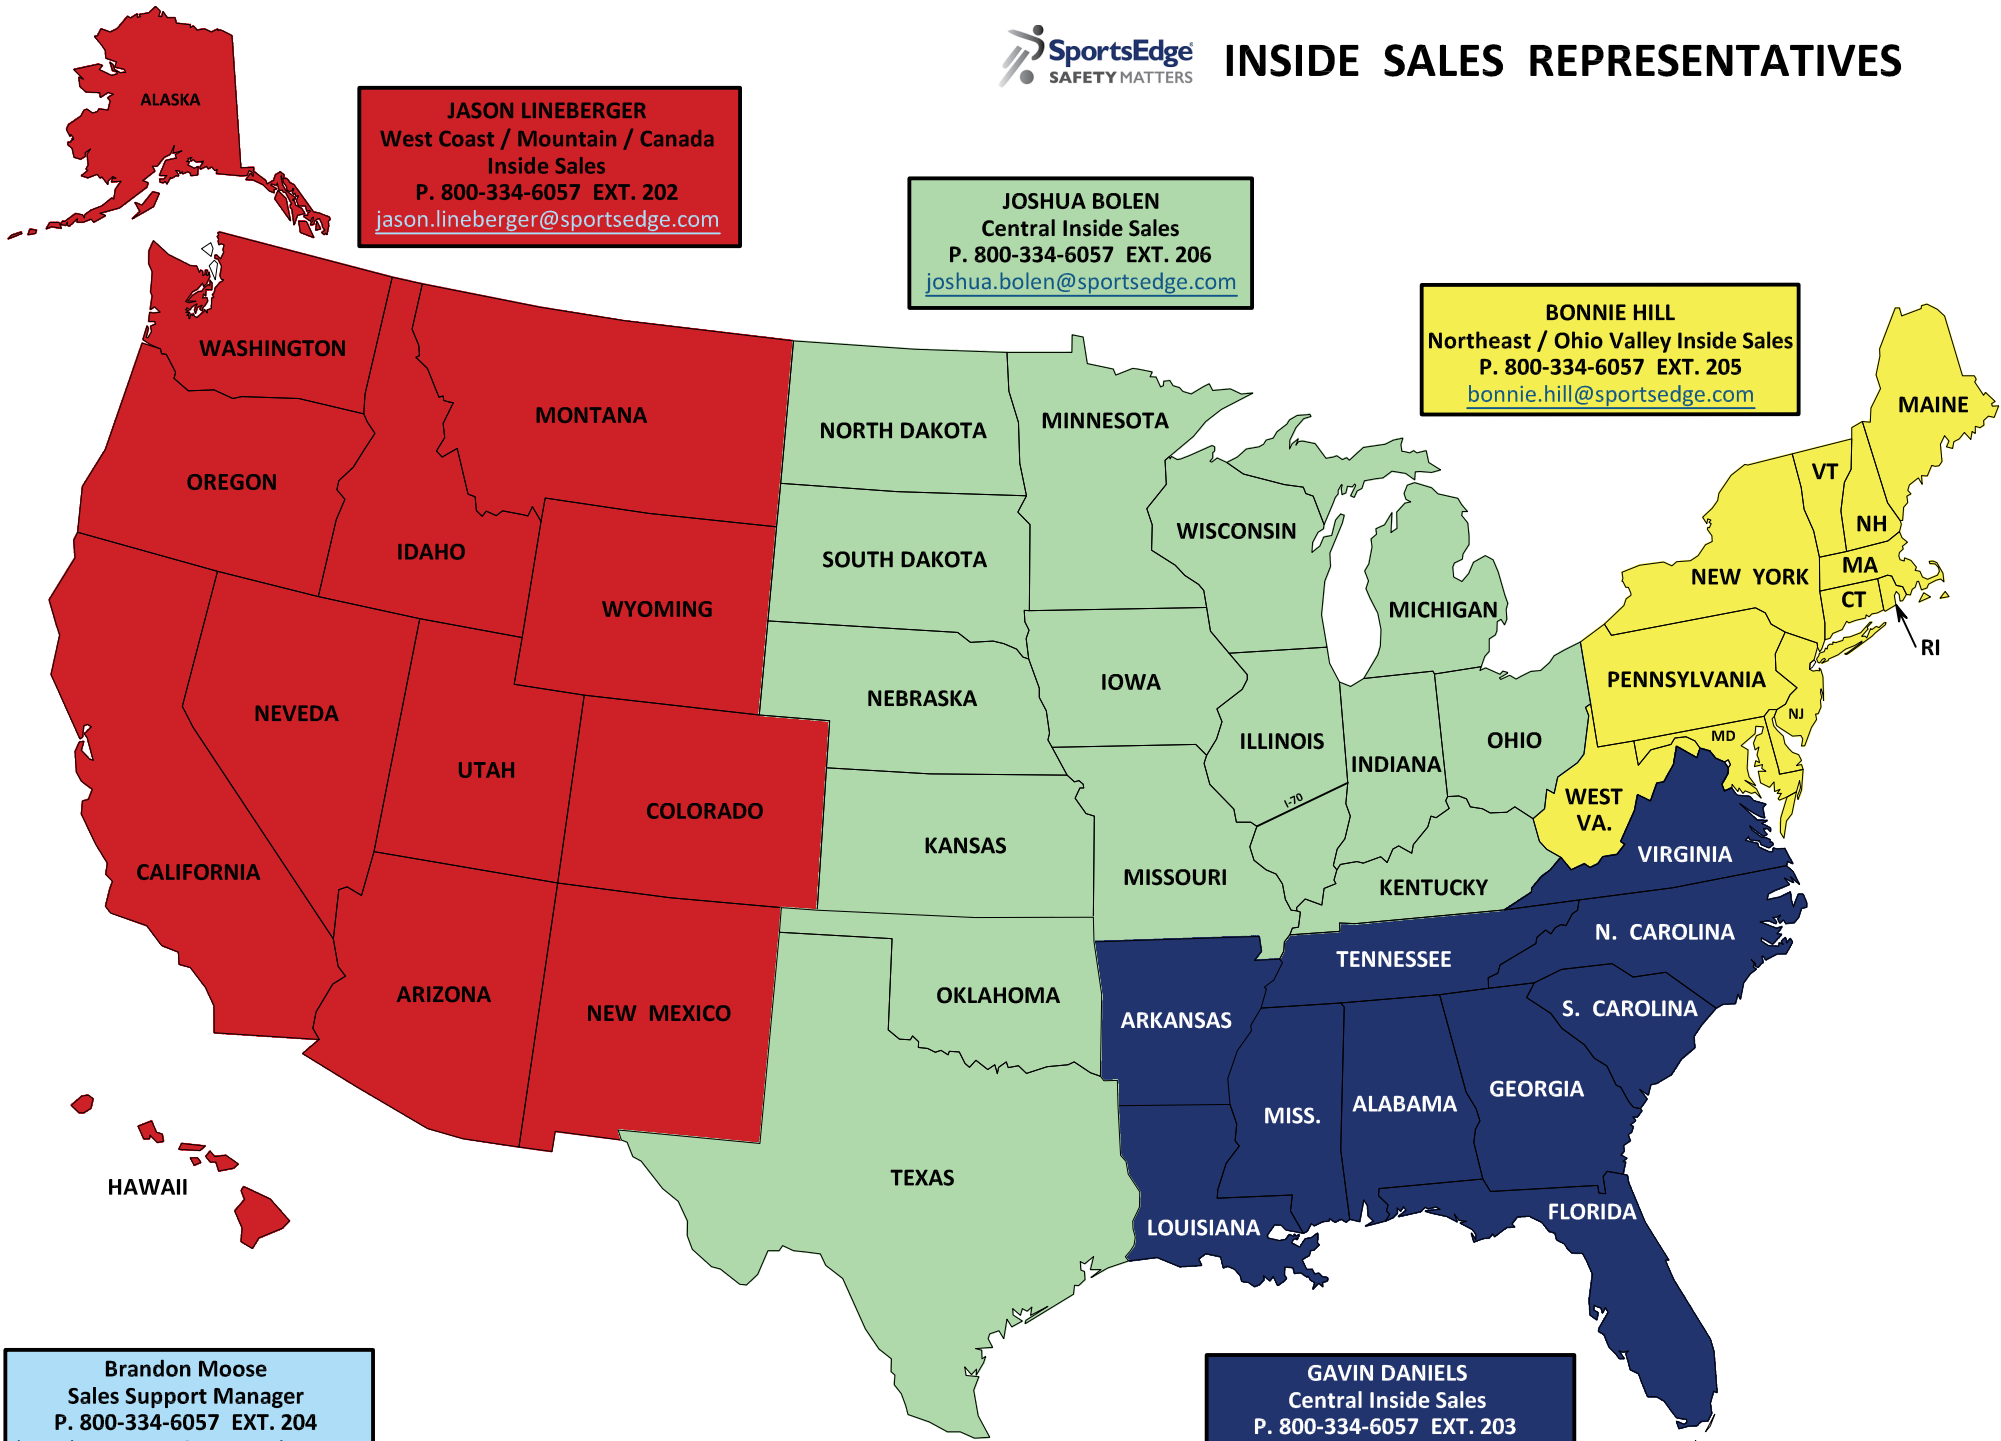 SportsEdge
SAFETY MATTERS
INSIDE SALES REPRESENTATIVES
JASON LINEBERGER
West Coast / Mountain / Canada
Inside Sales
P. 800-334-6057 EXT. 202
jason.lineberger@sportsedge.com
JOSHUA BOLEN
Central Inside Sales
P. 800-334-6057 EXT. 206
joshua.bolen@sportsedge.com
BONNIE HILL
Northeast / Ohio Valley Inside Sales
P. 800-334-6057 EXT. 205
bonnie.hill@sportsedge.com
ALASKA
WASHINGTON
OREGON
MONTANA
IDAHO
WYOMING
NEVEDA
UTAH
COLORADO
CALIFORNIA
ARIZONA
NEW MEXICO
HAWAII
NORTH DAKOTA
SOUTH DAKOTA
NEBRASKA
KANSAS
OKLAHOMA
TEXAS
MINNESOTA
IOWA
MISSOURI
WISCONSIN
ILLINOIS
I-70
MICHIGAN
INDIANA
OHIO
KENTUCKY
MAINE
VT
NH
NEW YORK
MA
CT
RI
PENNSYLVANIA
NJ
MD
WEST
VA.
VIRGINIA
N. CAROLINA
TENNESSEE
S. CAROLINA
ARKANSAS
GEORGIA
ALABAMA
MISS.
LOUISIANA
FLORIDA
Brandon Moose
Sales Support Manager
P. 800-334-6057 EXT. 204
GAVIN DANIELS
Central Inside Sales
P. 800-334-6057 EXT. 203